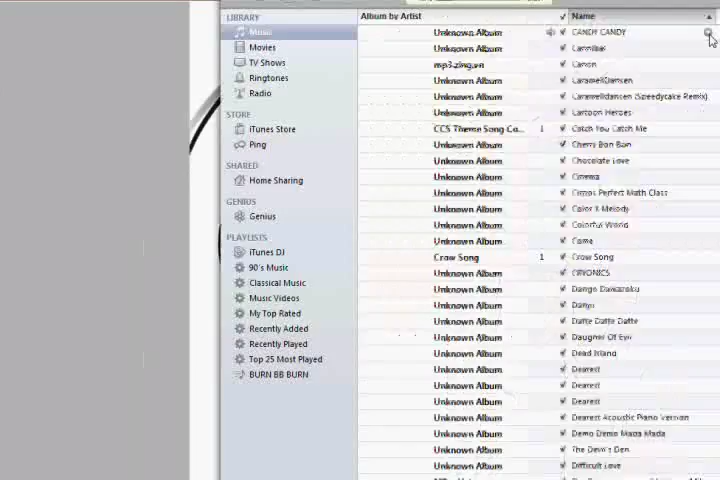 LIBRARY
Music
Movies
TV Shows
Ringtones
Radio
STORE
iTunes Store
Ping
SHARED
Home Sharing
GENIUS
Genius
PLAYLISTS
iTunes DJ
90's Music
Classical Music
Music Videos
My Top Rated
Recently Added
Recently Played
Top 25 Most Played
BURN BB BURN
Album by Artist Name
Unknown Album CANDY CANDY
Unknown Album Cannibal
mp3.zing.vn Canon
Unknown Album CaramellDansen
Unknown Album Caramelldansen (Speedycake Remix)
Unknown Album Cartoon Heroes
CCS Theme Song Co... 1 Catch You Catch Me
Unknown Album Cherri Bon Bon
Unknown Album Chocolate Love
Unknown Album Cinema
Unknown Album Cirnos Perfect Math Class
Unknown Album Color X Melody
Unknown Album Colorful World
Unknown Album Come
Crow Song 1 Crow Song
Unknown Album CRYONICS
Unknown Album Dango Daikazoku
Unknown Album
Unknown Album Datte Datte Datte
Unknown Album Daughter Of Evil
Unknown Album Dead Island
Unknown Album Dearest
Unknown Album Dearest
Unknown Album Dearest
Unknown Album Dearest Acoustic Piano Version
Unknown Album Demo Demo Mada Mada
Unknown Album The Devil's Den
Unknown Album Difficult Love